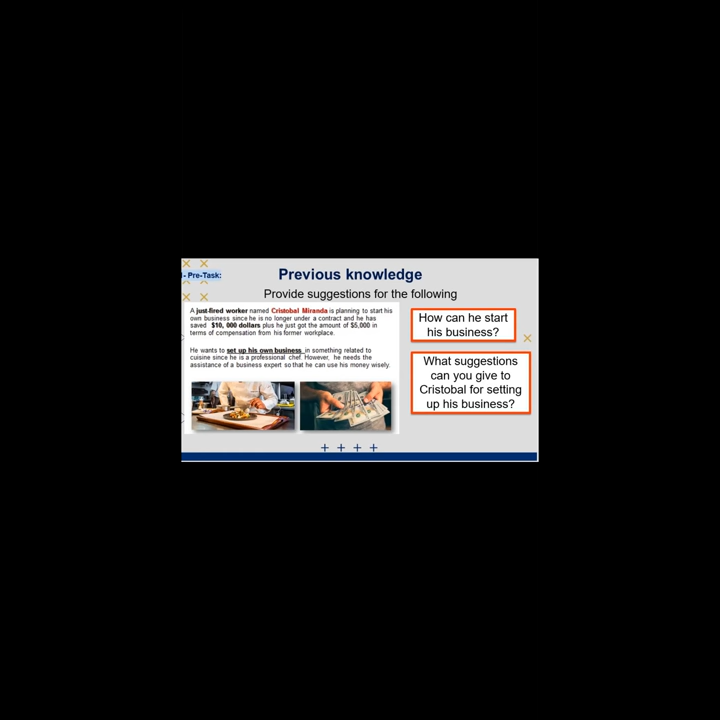 - Pre-Task:
Previous knowledge
Provide suggestions for the following
A just-fired worker named Cristobal Miranda is planning to start his
own business since he is no longer under a contract and he has
saved $10, 000 dollars plus he just got the amount of $5,000 in
terms of compensation from his former workplace.
He wants to set up his own business in something related to
cuisine since he is a professional chef. However, he needs the
assistance of a business expert so that he can use his money wisely.
How can he start
his business?
What suggestions
can you give to
Cristobal for setting
up his business?